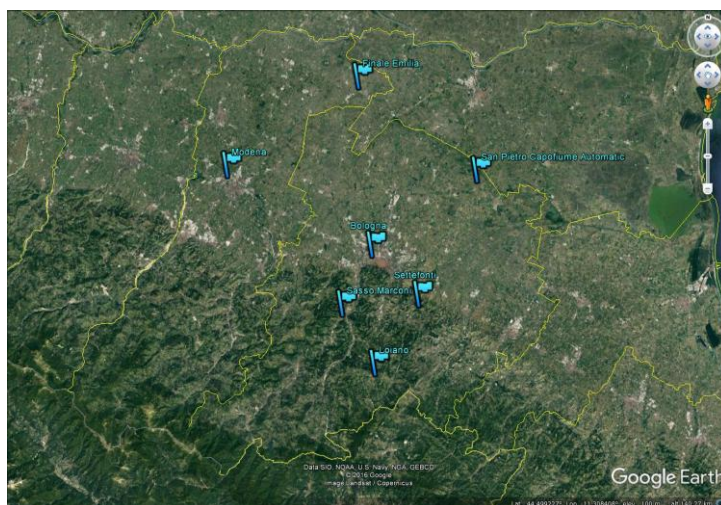 Finale Emilia
Modena
San Pietro Capofiume Automatic
Bologna
Settefonti
Sasso Marconi
Loiano
Data SIO, NOAA, U.S. Navy, NGA, GEBCO
© 2016 Google
Image Landsat / Copernicus
Google Earth